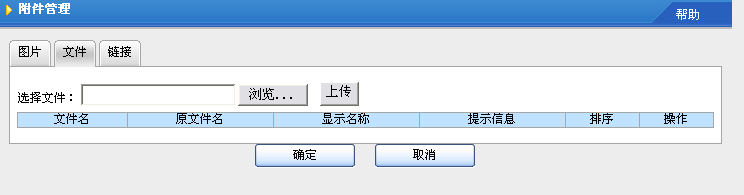 附件管理
帮助
图片 文件 链接
选择文件： 浏览... 上传
文件名 原文件名 显示名称 提示信息 排序 操作
确定 取消